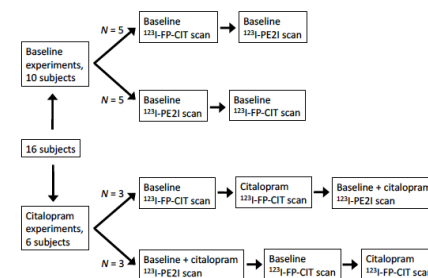 N = 5
Baseline
¹²³I-FP-CIT scan
Baseline
¹²³I-PE2I scan
Baseline
experiments,
10 subjects
N = 5
Baseline
¹²³I-PE2I scan
Baseline
¹²³I-FP-CIT scan
16 subjects
N = 3
Baseline
¹²³I-FP-CIT scan
Citalopram
¹²³I-FP-CIT scan
Baseline + citalopram
¹²³I-PE2I scan
Citalopram
experiments,
6 subjects
N = 3
Baseline + citalopram
¹²³I-PE2I scan
Baseline
¹²³I-FP-CIT scan
Citalopram
¹²³I-FP-CIT scan